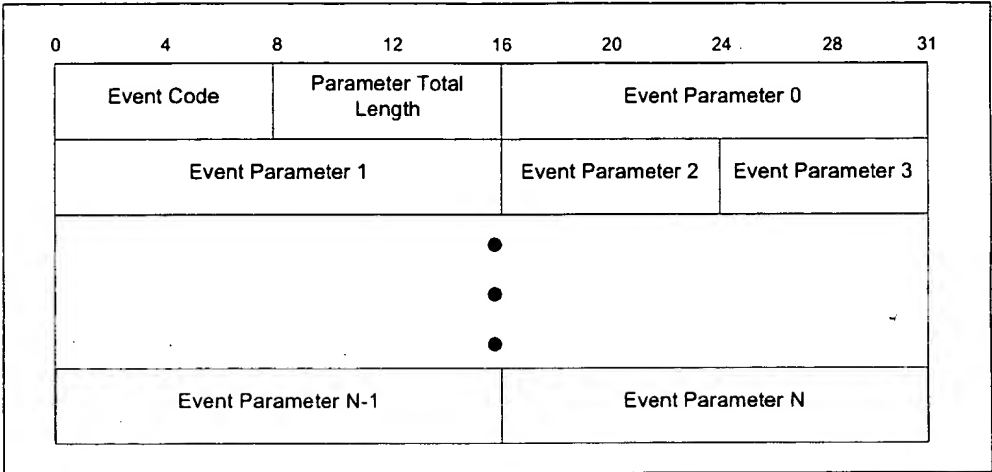 0 4 8 12 16 20 24 28 31
Event Code
Parameter Total
Length
Event Parameter 0
Event Parameter 1
Event Parameter 2
Event Parameter 3
Event Parameter N-1
Event Parameter N